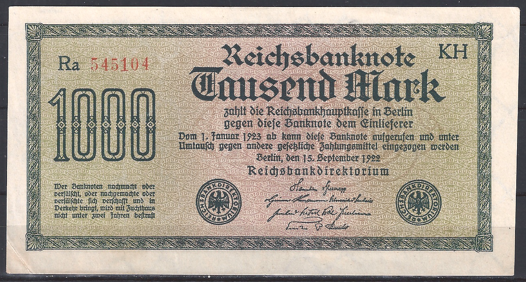 Reichsbanknote
KH
Ra 545104
Tausend Mark
1000
zahlt die Reichsbankhauptkasse in Berlin
gegen diese Banknote dem Einlieferer
Vom 1. Januar 1923 ab kann diese Banknote aufgerufen und unter
Umtausch gegen andere gesetzliche Zahlungsmittel eingezogen werden
Berlin, den 15. September 1922
Reichsbankdirektorium
Wer Banknoten nachmacht oder
verfälscht, oder nachgemachte oder
verfälschte sich verschafft und in
Verkehr bringt, wird mit Zuchthaus
nicht unter zwei Jahren bestraft